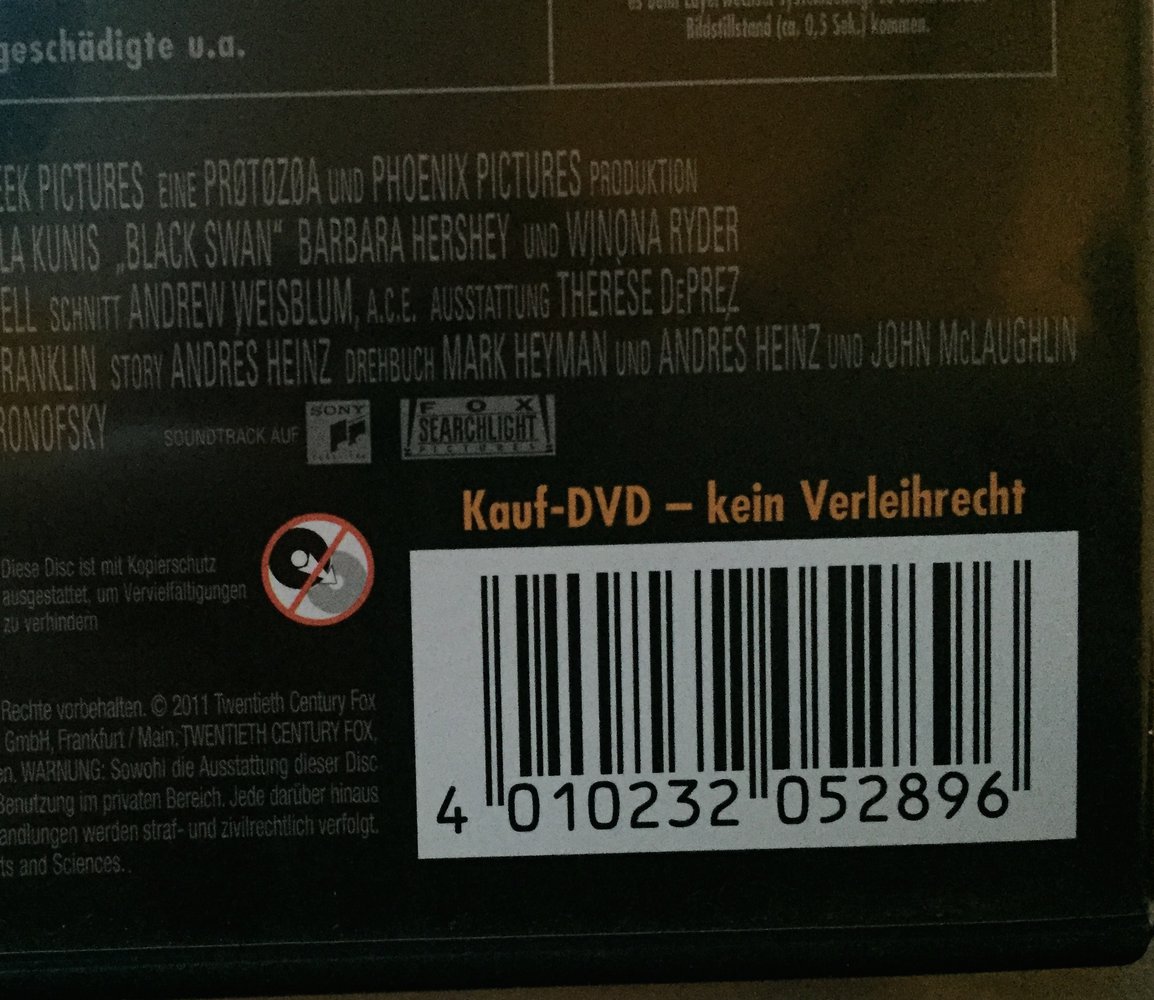 geschädigte u.a.
Bildstillstand (ca. 0,5 Sek.) kommen.
EEK PICTURES EINE PRØTØZØA UND PHOENIX PICTURES PRODUKTION
LA KUNIS „BLACK SWAN“ BARBARA HERSHEY UND WINONA RYDER
ELL SCHNITT ANDREW WEISBLUM, A.C.E. AUSSTATTUNG THERÈSE DePREZ
RANKLIN STORY ANDRES HEINZ DREHBUCH MARK HEYMAN UND ANDRÉS HEINZ UND JOHN McLAUGHLIN
RONOFSKY SOUNDTRACK AUF SONY FOX SEARCHLIGHT PICTURES
Kauf-DVD – kein Verleihrecht
Diese Disc ist mit Kopierschutz
ausgestattet, um Vervielfältigungen
zu verhindern
Rechte vorbehalten. © 2011 Twentieth Century Fox
GmbH, Frankfurt / Main. TWENTIETH CENTURY FOX,
en. WARNUNG: Sowohl die Ausstattung dieser Disc
Benutzung im privaten Bereich. Jede darüber hinaus
andlungen werden straf- und zivilrechtlich verfolgt.
ts and Sciences..
4 010232 052896